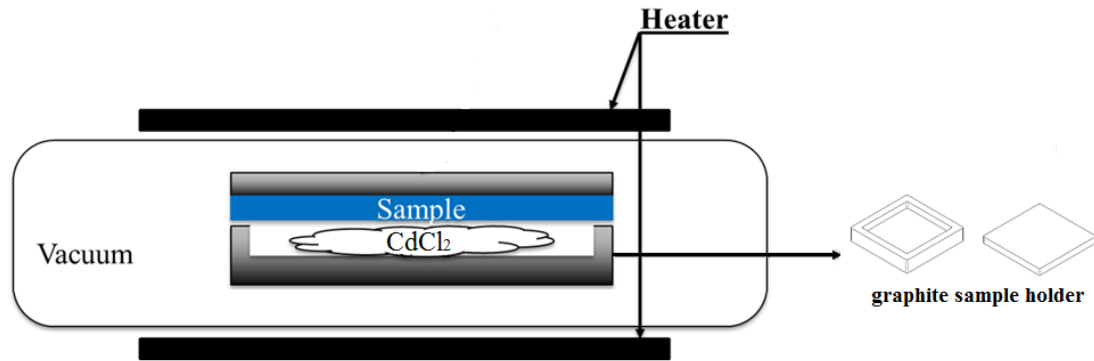 Heater
Sample
CdCl₂
Vacuum
graphite sample holder